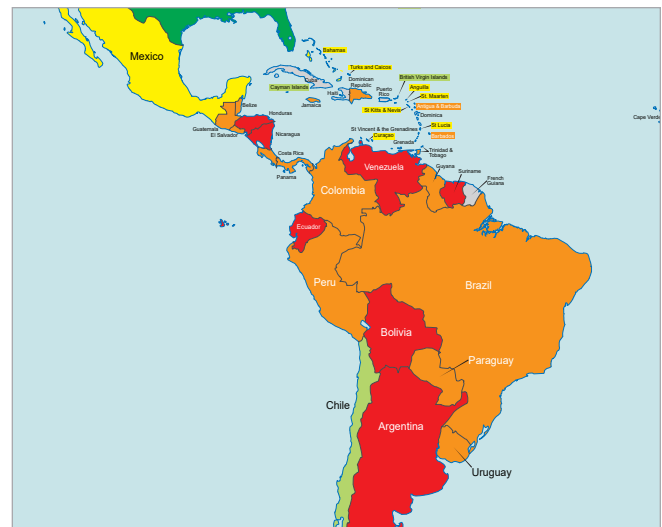 Bahamas
Mexico
Turks and Caicos
British Virgin Islands
Cuba
Dominican
Republic
Cayman Islands
Puerto
Rico
Anguilla
Haiti
St. Maarten
Belize
Jamaica
St Kitts & Nevis
Antigua & Barbuda
Honduras
Dominica
Cape Verde
Guatemala
St Vincent & the Grenadines
St Lucia
El Salvador
Nicaragua
Curaçao
Barbados
Grenada
Costa Rica
Trinidad &
Tobago
Panama
Venezuela
Guyana
Suriname
French
Guiana
Colombia
Ecuador
Peru
Brazil
Bolivia
Paraguay
Chile
Argentina
Uruguay